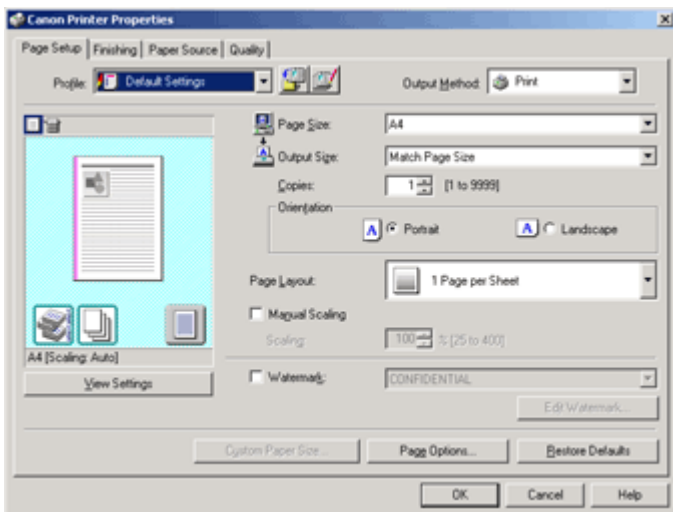 Canon Printer Properties
Page Setup Finishing Paper Source Quality
Profile: Default Settings Output Method: Print
Page Size: A4
Output Size: Match Page Size
Copies: 1 [1 to 9999]
Orientation
A Portrait A Landscape
Page Layout: 1 Page per Sheet
Manual Scaling
Scaling: 100 % [25 to 400]
A4 [Scaling: Auto]
View Settings
Watermark: CONFIDENTIAL
Edit Watermark...
Custom Paper Size... Page Options... Restore Defaults
OK Cancel Help